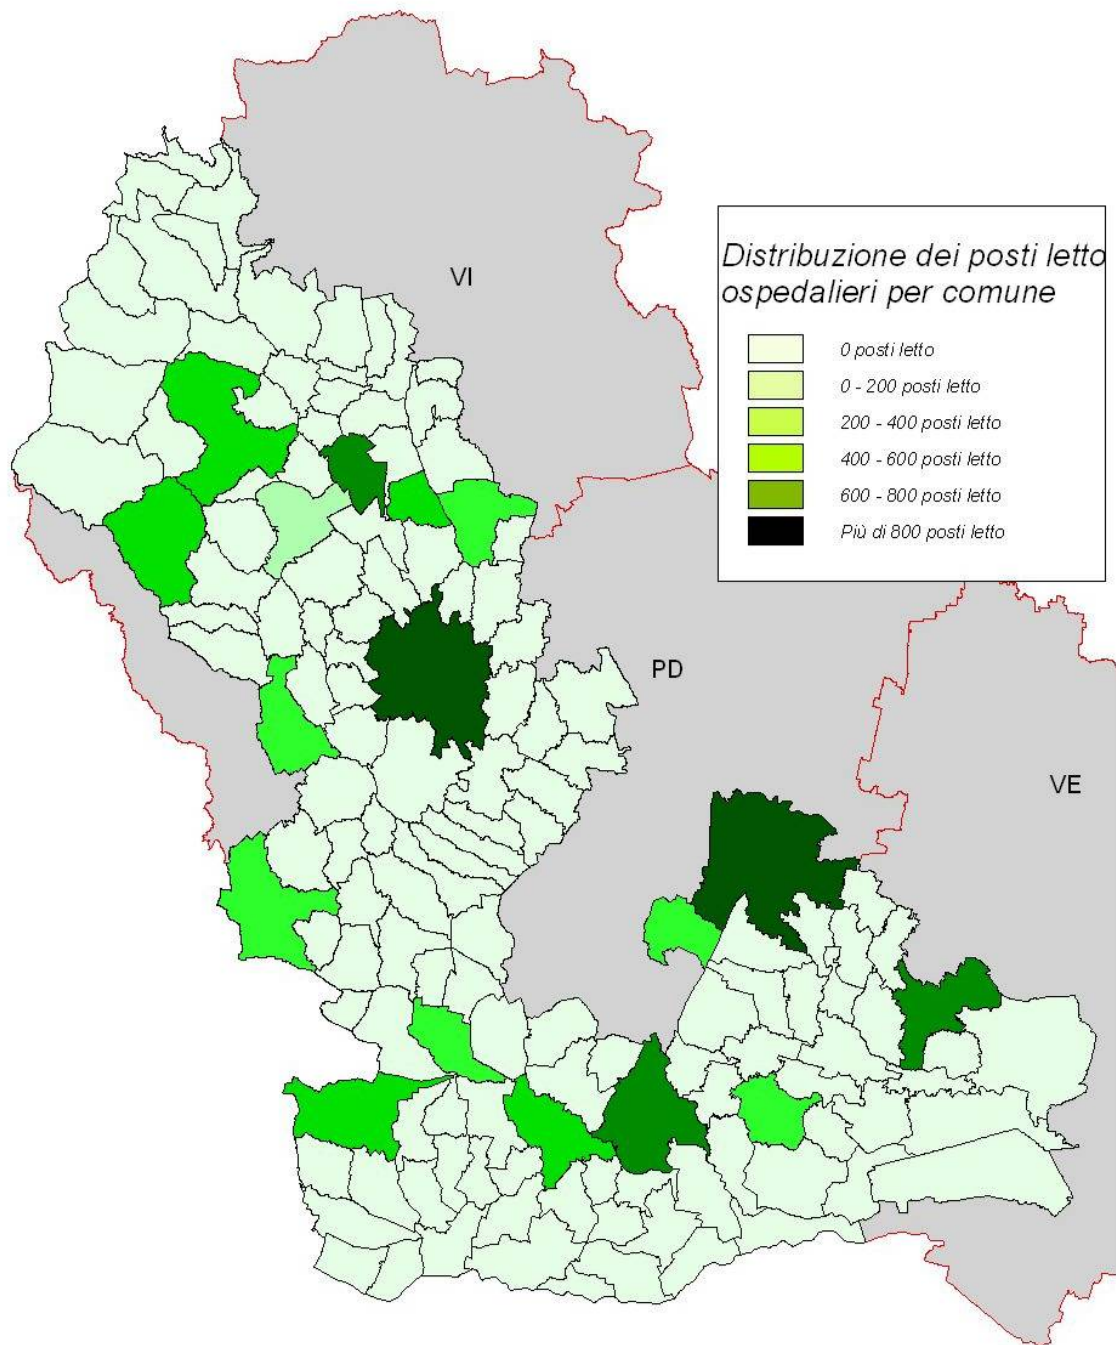 VI
Distribuzione dei posti letto
ospedalieri per comune
0 posti letto
0 - 200 posti letto
200 - 400 posti letto
400 - 600 posti letto
600 - 800 posti letto
Più di 800 posti letto
PD
VE